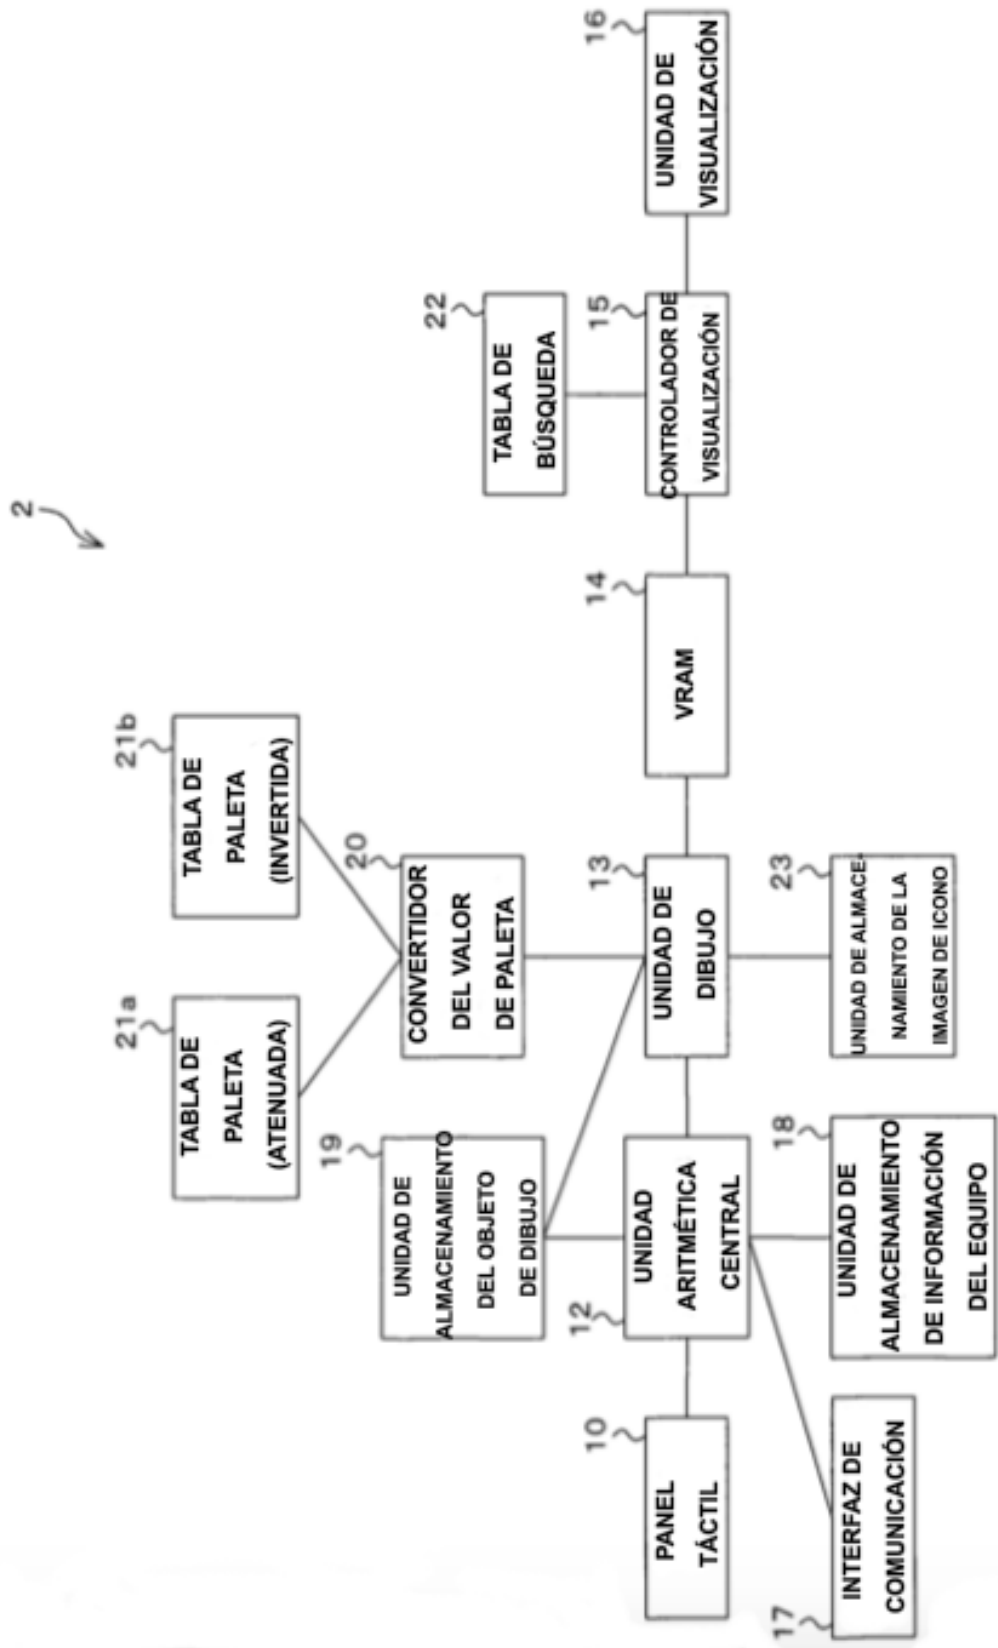 2
21a
TABLA DE
PALETA
(ATENUADA)
21b
TABLA DE
PALETA
(INVERTIDA)
19
UNIDAD DE
ALMACENAMIENTO
DEL OBJETO
DE DIBUJO
20
CONVERTIDOR
DEL VALOR
DE PALETA
22
TABLA DE
BÚSQUEDA
10
PANEL
TÁCTIL
12
UNIDAD
ARITMÉTICA
CENTRAL
13
UNIDAD DE
DIBUJO
14
VRAM
15
CONTROLADOR DE
VISUALIZACIÓN
16
UNIDAD DE
VISUALIZACIÓN
17
INTERFAZ DE
COMUNICACIÓN
18
UNIDAD DE
ALMACENAMIENTO
DE INFORMACIÓN
DEL EQUIPO
23
UNIDAD DE ALMACE-
NAMIENTO DE LA
IMAGEN DE ICONO